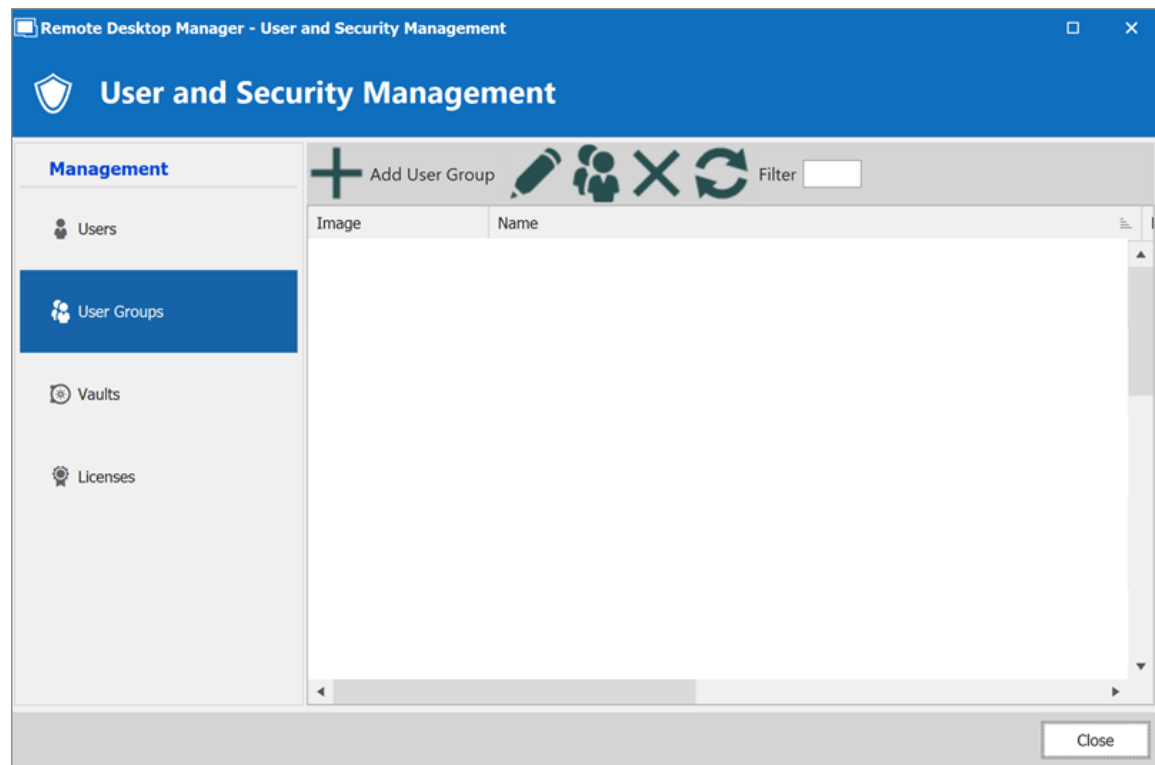 Remote Desktop Manager - User and Security Management
User and Security Management
Management
Users
User Groups
Vaults
Licenses
Add User Group
Filter
Image
Name
Close